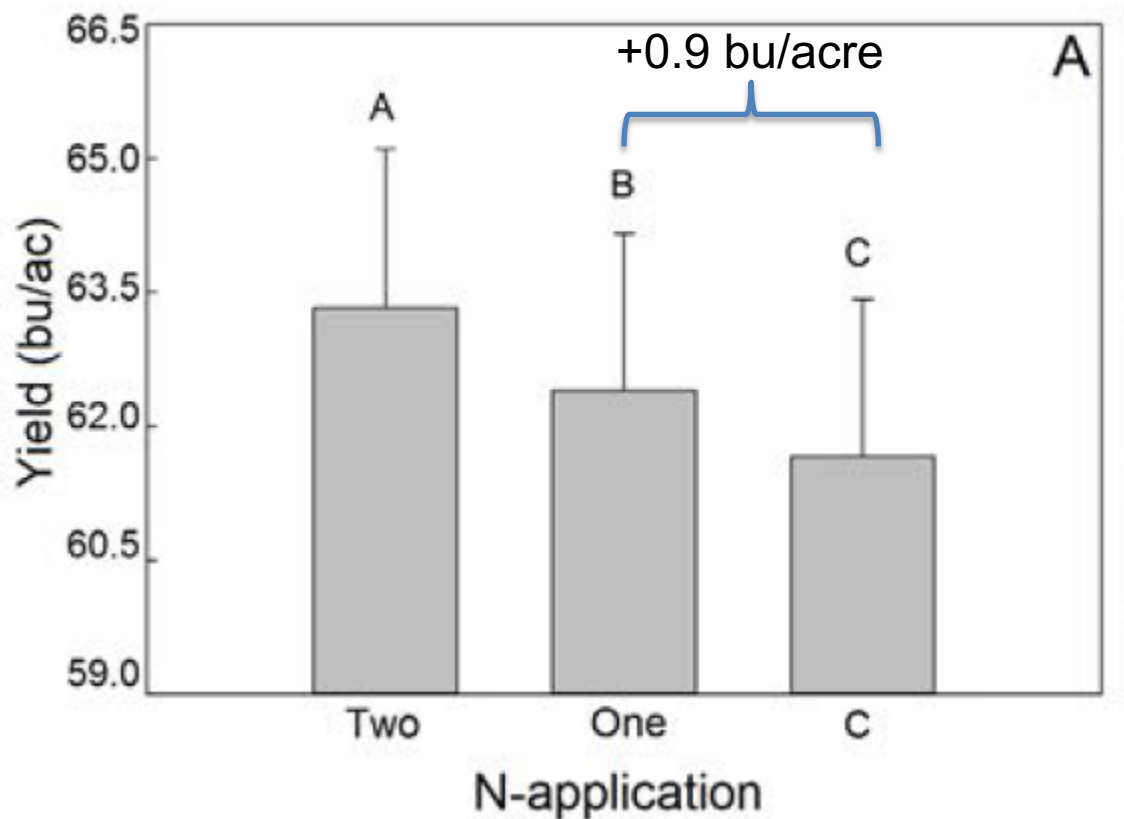 66.5
+0.9 bu/acre
A
A
65.0
B
C
63.5
62.0
60.5
59.0
Yield (bu/ac)
Two
One
C
N-application